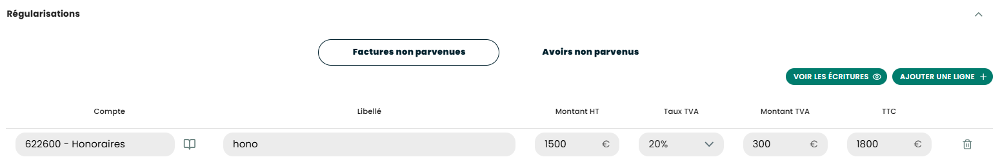 Régularisations
Factures non parvenues
Avoirs non parvenus
VOIR LES ÉCRITURES
AJOUTER UNE LIGNE
Compte Libellé Montant HT Taux TVA Montant TVA TTC
622600 - Honoraires hono 1500 € 20% 300 € 1800 €